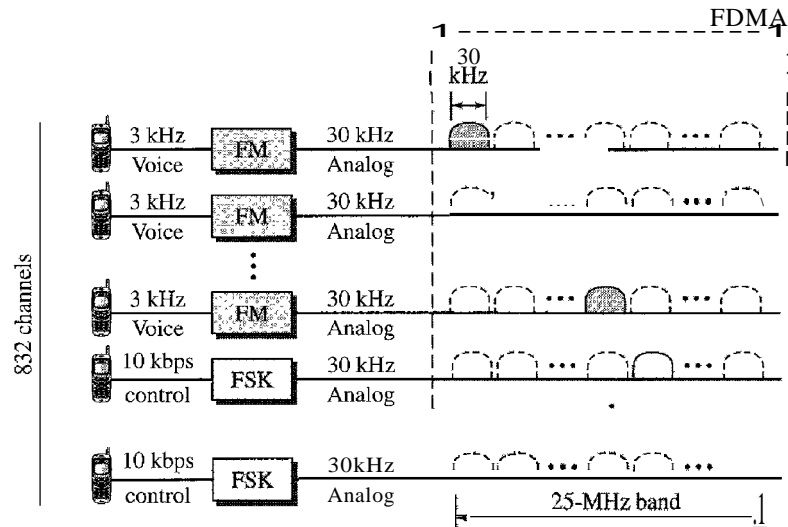 FDMA
30
kHz
3 kHz
Voice
FM
30 kHz
Analog
3 kHz
Voice
FM
30 kHz
Analog
3 kHz
Voice
FM
30 kHz
Analog
10 kbps
control
FSK
30 kHz
Analog
10 kbps
control
FSK
30kHz
Analog
832 channels
25-MHz band